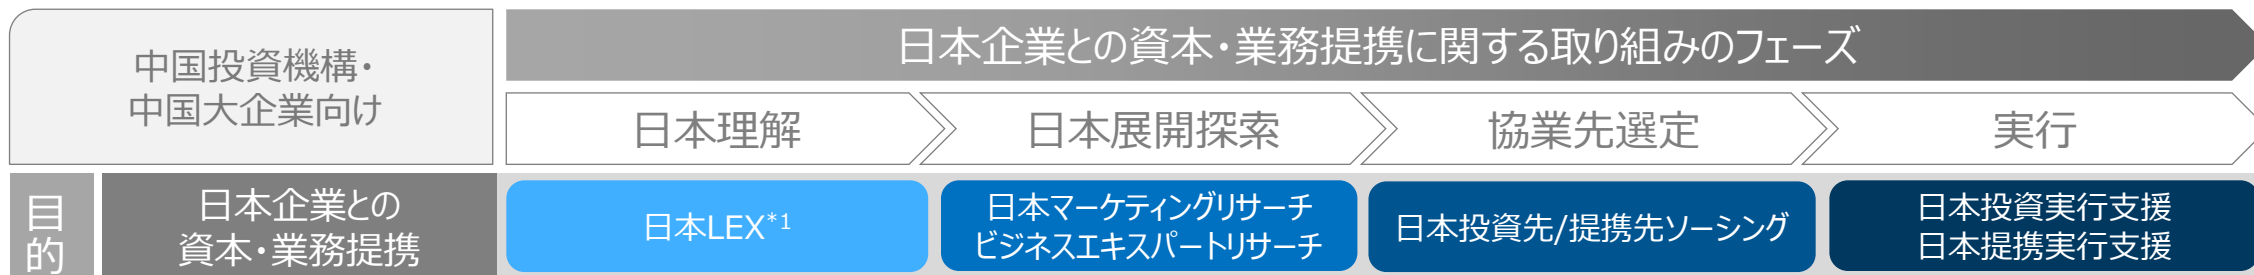 中国投資機構・
中国大企業向け
日本企業との資本・業務提携に関する取り組みのフェーズ
日本理解
日本展開探索
協業先選定
実行
目的
日本企業との
資本・業務提携
日本LEX*1
日本マーケティングリサーチ
ビジネスエキスパートリサーチ
日本投資先/提携先ソーシング
日本投資実行支援
日本提携実行支援